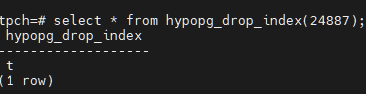 tpch=# select * from hypopg_drop_index(24887);
hypopg_drop_index
-------------------
t
(1 row)